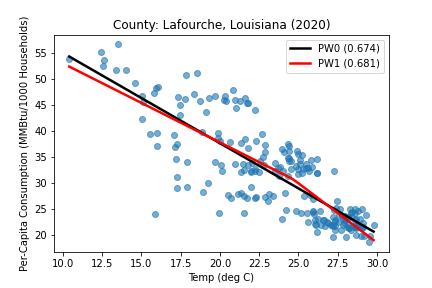 County: Lafourche, Louisiana (2020)
PW0 (0.674)
PW1 (0.681)
Per-Capita Consumption (MMBtu/1000 Households)
55
50
45
40
35
30
25
20
10.0 12.5 15.0 17.5 20.0 22.5 25.0 27.5 30.0
Temp (deg C)